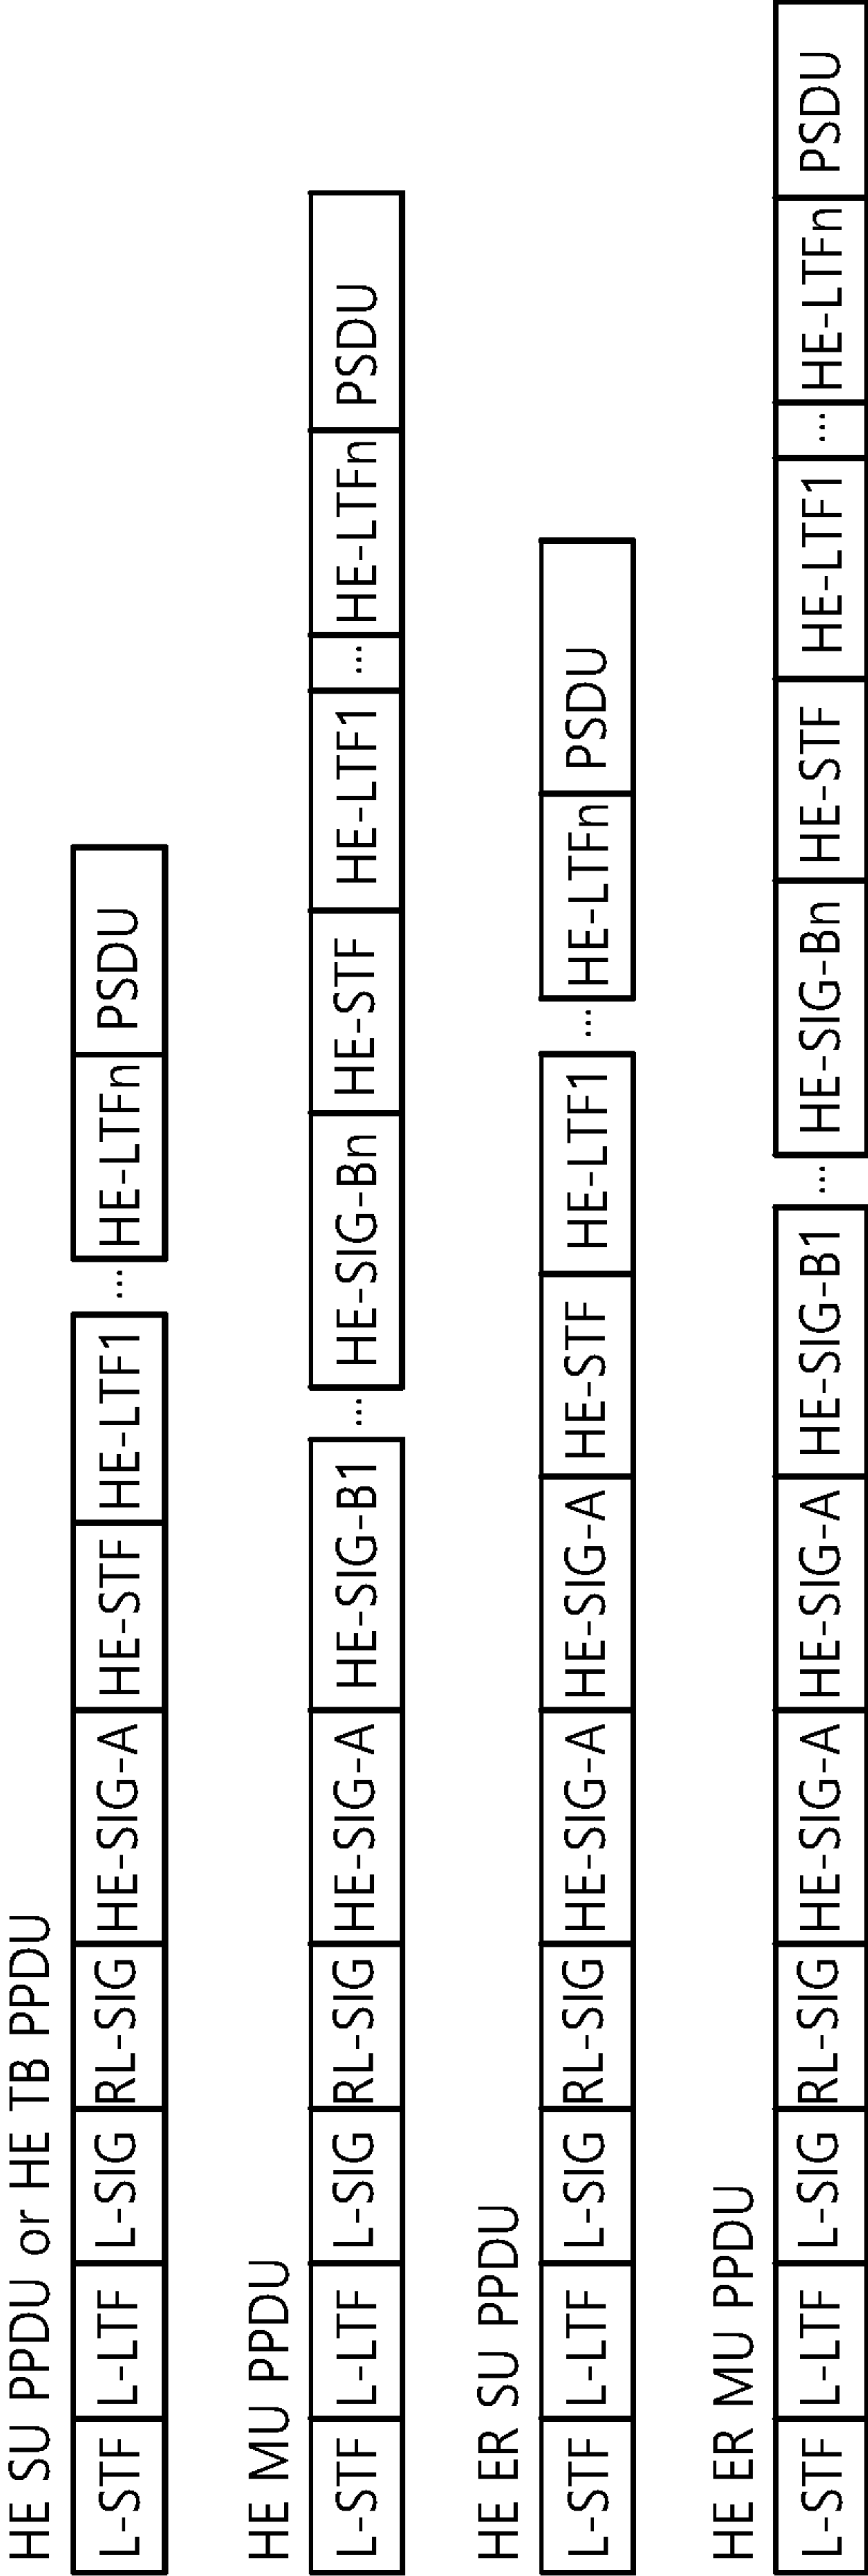 HE SU PPDU or HE TB PPDU
L-STF L-LTF L-SIG RL-SIG HE-SIG-A HE-STF HE-LTF1 ... HE-LTFn PSDU
HE MU PPDU
L-STF L-LTF L-SIG RL-SIG HE-SIG-A HE-SIG-B1 ... HE-SIG-Bn HE-STF HE-LTF1 ... HE-LTFn PSDU
HE ER SU PPDU
L-STF L-LTF L-SIG RL-SIG HE-SIG-A HE-SIG-A HE-STF HE-LTF1 ... HE-LTFn PSDU
HE ER MU PPDU
L-STF L-LTF L-SIG RL-SIG HE-SIG-A HE-SIG-A HE-SIG-B1 ... HE-SIG-Bn HE-STF HE-LTF1 ... HE-LTFn PSDU